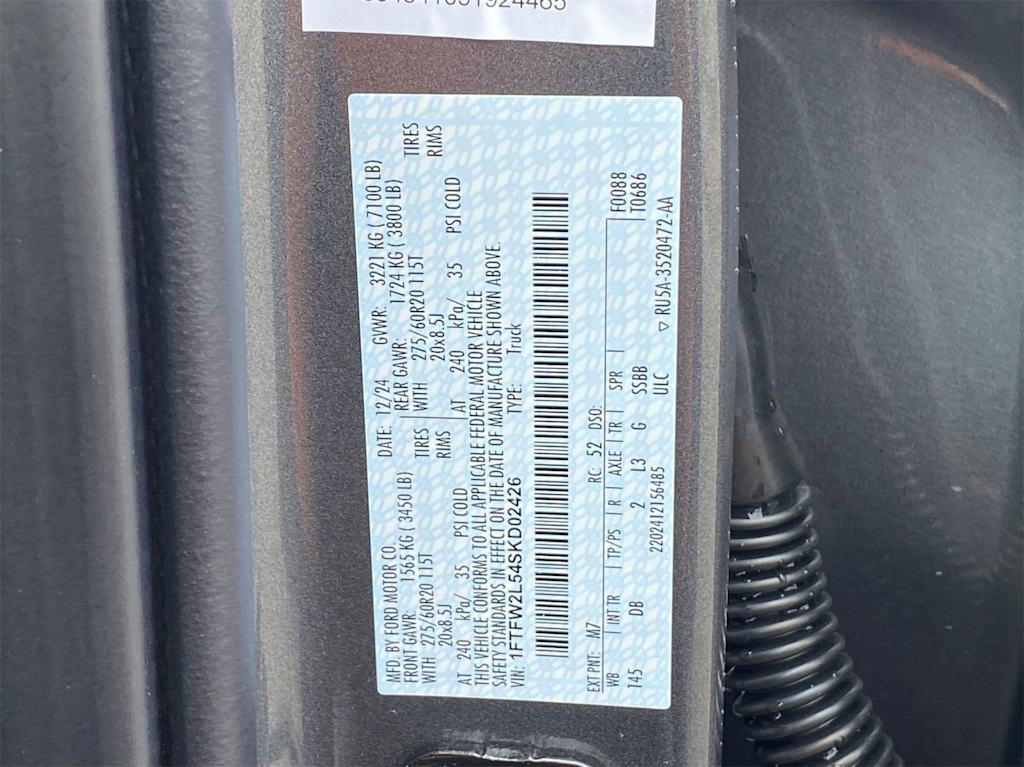 MFD. BY FORD MOTOR CO.
DATE: 12/24 GVWR: 3221 KG ( 7100 LB)
FRONT GAWR: 1565 KG ( 3450 LB) REAR GAWR: 1724 KG ( 3800 LB)
WITH 275/60R20 115T TIRES WITH 275/60R20 115T TIRES
20x8.5J RIMS 20x8.5J RIMS
AT 240 kPa/ 35 PSI COLD AT 240 kPa/ 35 PSI COLD
THIS VEHICLE CONFORMS TO ALL APPLICABLE FEDERAL MOTOR VEHICLE
SAFETY STANDARDS IN EFFECT ON THE DATE OF MANUFACTURE SHOWN ABOVE.
VIN: 1FTFW2L54SKD02426 TYPE: Truck
EXT PNT: M7 RC: 52 DSO:
WB INT TR TP/PS R AXLE TR SPR F0088
145 DB 2 L3 G SSBB T0686
2202412156485 ULC ▽ RU5A-3520472-AA